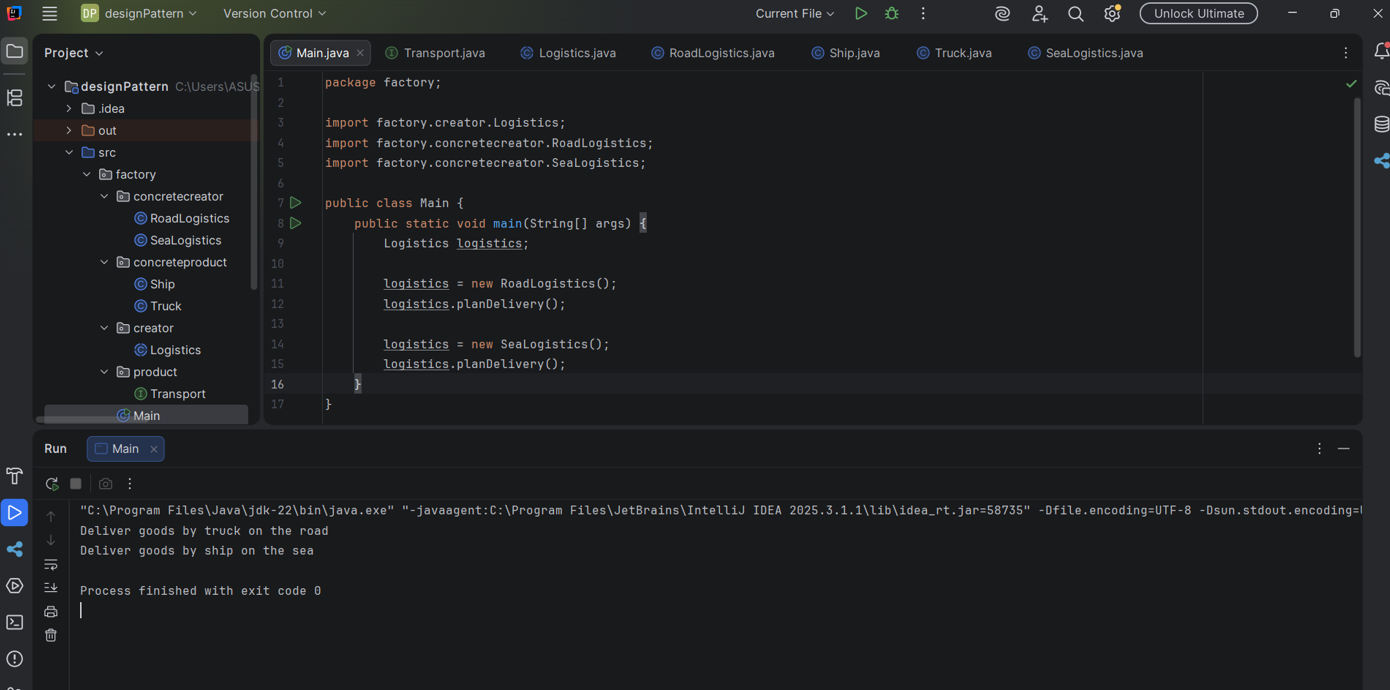 DP designPattern Version Control Current File Unlock Ultimate
Project
Main.java Transport.java Logistics.java RoadLogistics.java Ship.java Truck.java SeaLogistics.java
designPattern C:\Users\ASUS
.idea
out
src
factory
concretecreator
RoadLogistics
SeaLogistics
concreteproduct
Ship
Truck
creator
Logistics
product
Transport
Main
1 package factory;
2
3 import factory.creator.Logistics;
4 import factory.concretecreator.RoadLogistics;
5 import factory.concretecreator.SeaLogistics;
6
7 public class Main {
8 public static void main(String[] args) {
9 Logistics logistics;
10
11 logistics = new RoadLogistics();
12 logistics.planDelivery();
13
14 logistics = new SeaLogistics();
15 logistics.planDelivery();
16 }
17 }
Run Main
"C:\Program Files\Java\jdk-22\bin\java.exe" "-javaagent:C:\Program Files\JetBrains\IntelliJ IDEA 2025.3.1.1\lib\idea_rt.jar=58735" -Dfile.encoding=UTF-8 -Dsun.stdout.encoding=
Deliver goods by truck on the road
Deliver goods by ship on the sea
Process finished with exit code 0